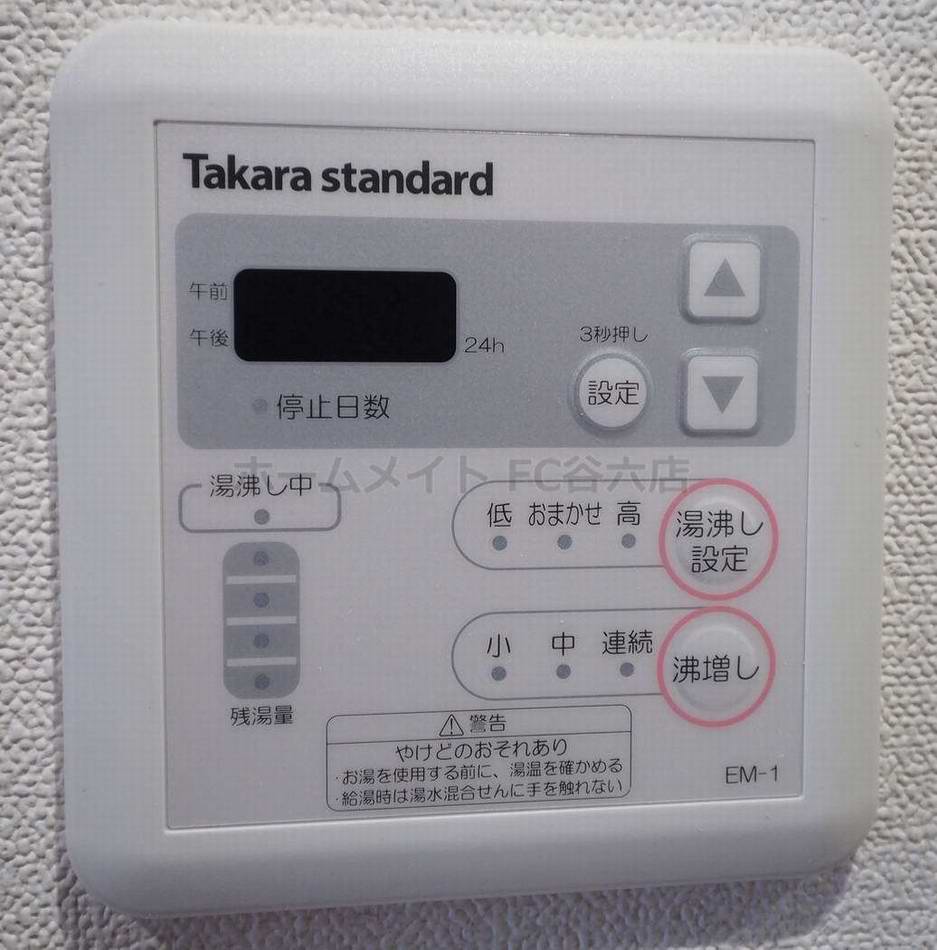 Takara standard
午前
午後
24h
3秒押し
設定
停止日数
ホームメイト FC谷六店
湯沸し中
低 おまかせ 高
湯沸し
設定
小 中 連続
沸増し
残湯量
警告
やけどのおそれあり
・お湯を使用する前に、湯温を確かめる
・給湯時は湯水混合せんに手を触れない
EM-1